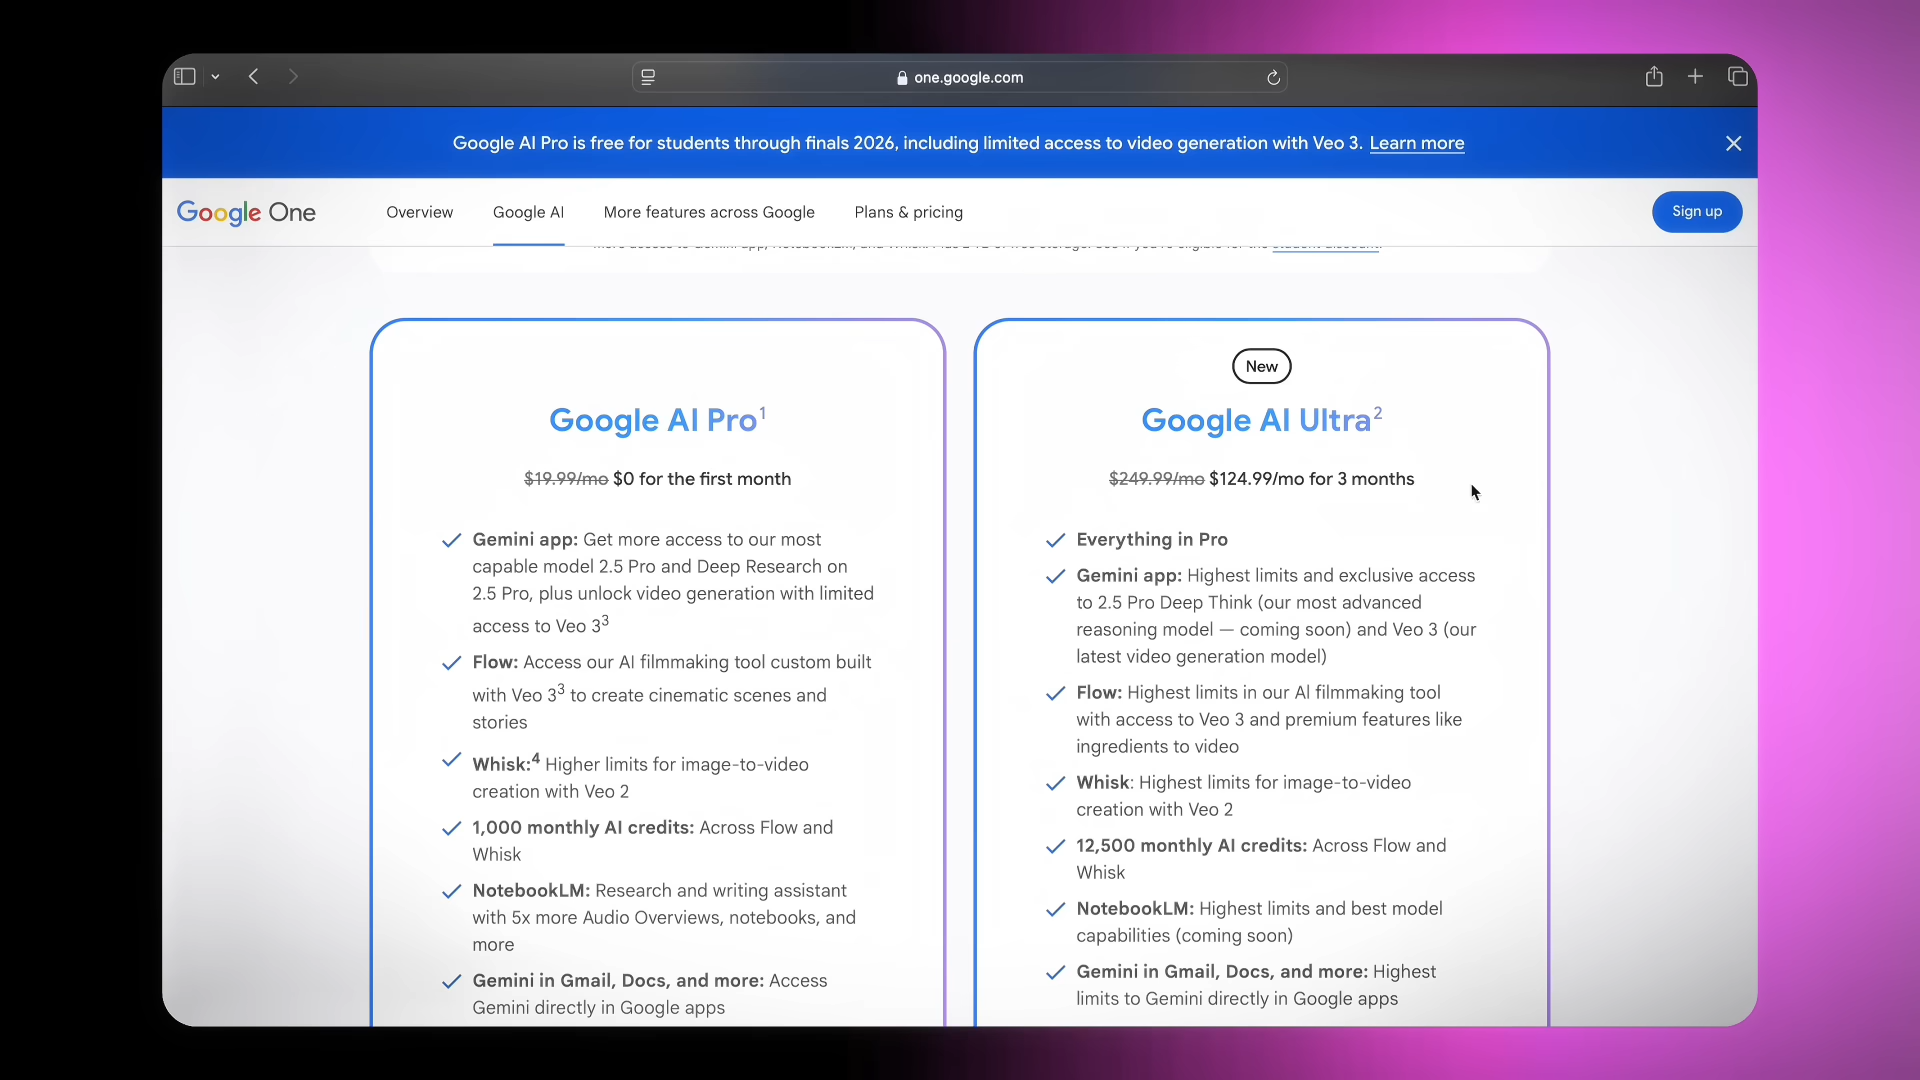 one.google.com
Google AI Pro is free for students through finals 2026, including limited access to video generation with Veo 3. Learn more
Google One
Overview
Google AI
More features across Google
Plans & pricing
Sign up
Google AI Pro1
$19.99/mo $0 for the first month
Gemini app: Get more access to our most
capable model 2.5 Pro and Deep Research on
2.5 Pro, plus unlock video generation with limited
access to Veo 33
Flow: Access our AI filmmaking tool custom built
with Veo 33 to create cinematic scenes and
stories
Whisk:4 Higher limits for image-to-video
creation with Veo 2
1,000 monthly AI credits: Across Flow and
Whisk
NotebookLM: Research and writing assistant
with 5x more Audio Overviews, notebooks, and
more
Gemini in Gmail, Docs, and more: Access
Gemini directly in Google apps
New
Google AI Ultra2
$249.99/mo $124.99/mo for 3 months
Everything in Pro
Gemini app: Highest limits and exclusive access
to 2.5 Pro Deep Think (our most advanced
reasoning model — coming soon) and Veo 3 (our
latest video generation model)
Flow: Highest limits in our AI filmmaking tool
with access to Veo 3 and premium features like
ingredients to video
Whisk: Highest limits for image-to-video
creation with Veo 2
12,500 monthly AI credits: Across Flow and
Whisk
NotebookLM: Highest limits and best model
capabilities (coming soon)
Gemini in Gmail, Docs, and more: Highest
limits to Gemini directly in Google apps